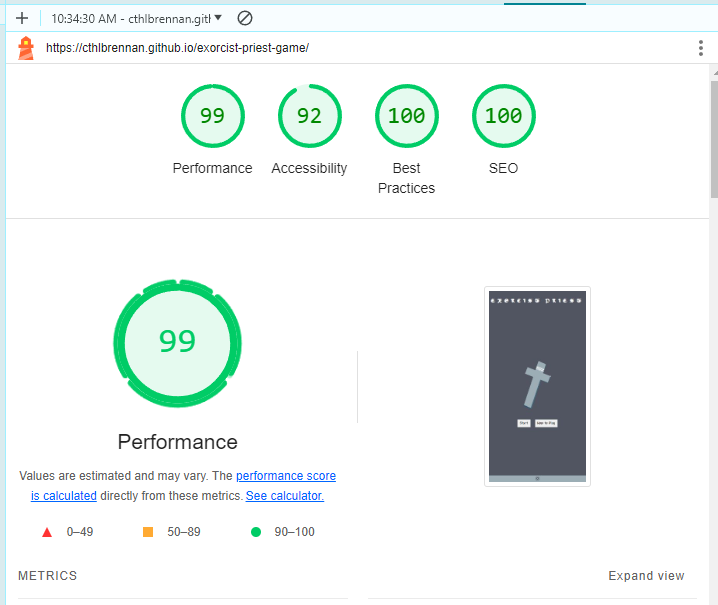 10:34:30 AM - cthlbrennan.gitl
https://cthlbrennan.github.io/exorcist-priest-game/
99 92 100 100
Performance Accessibility Best Practices SEO
99
EXORCISM PRIEST
Start How to Play
Performance
Values are estimated and may vary. The performance score
is calculated directly from these metrics. See calculator.
0–49 50–89 90–100
METRICS Expand view